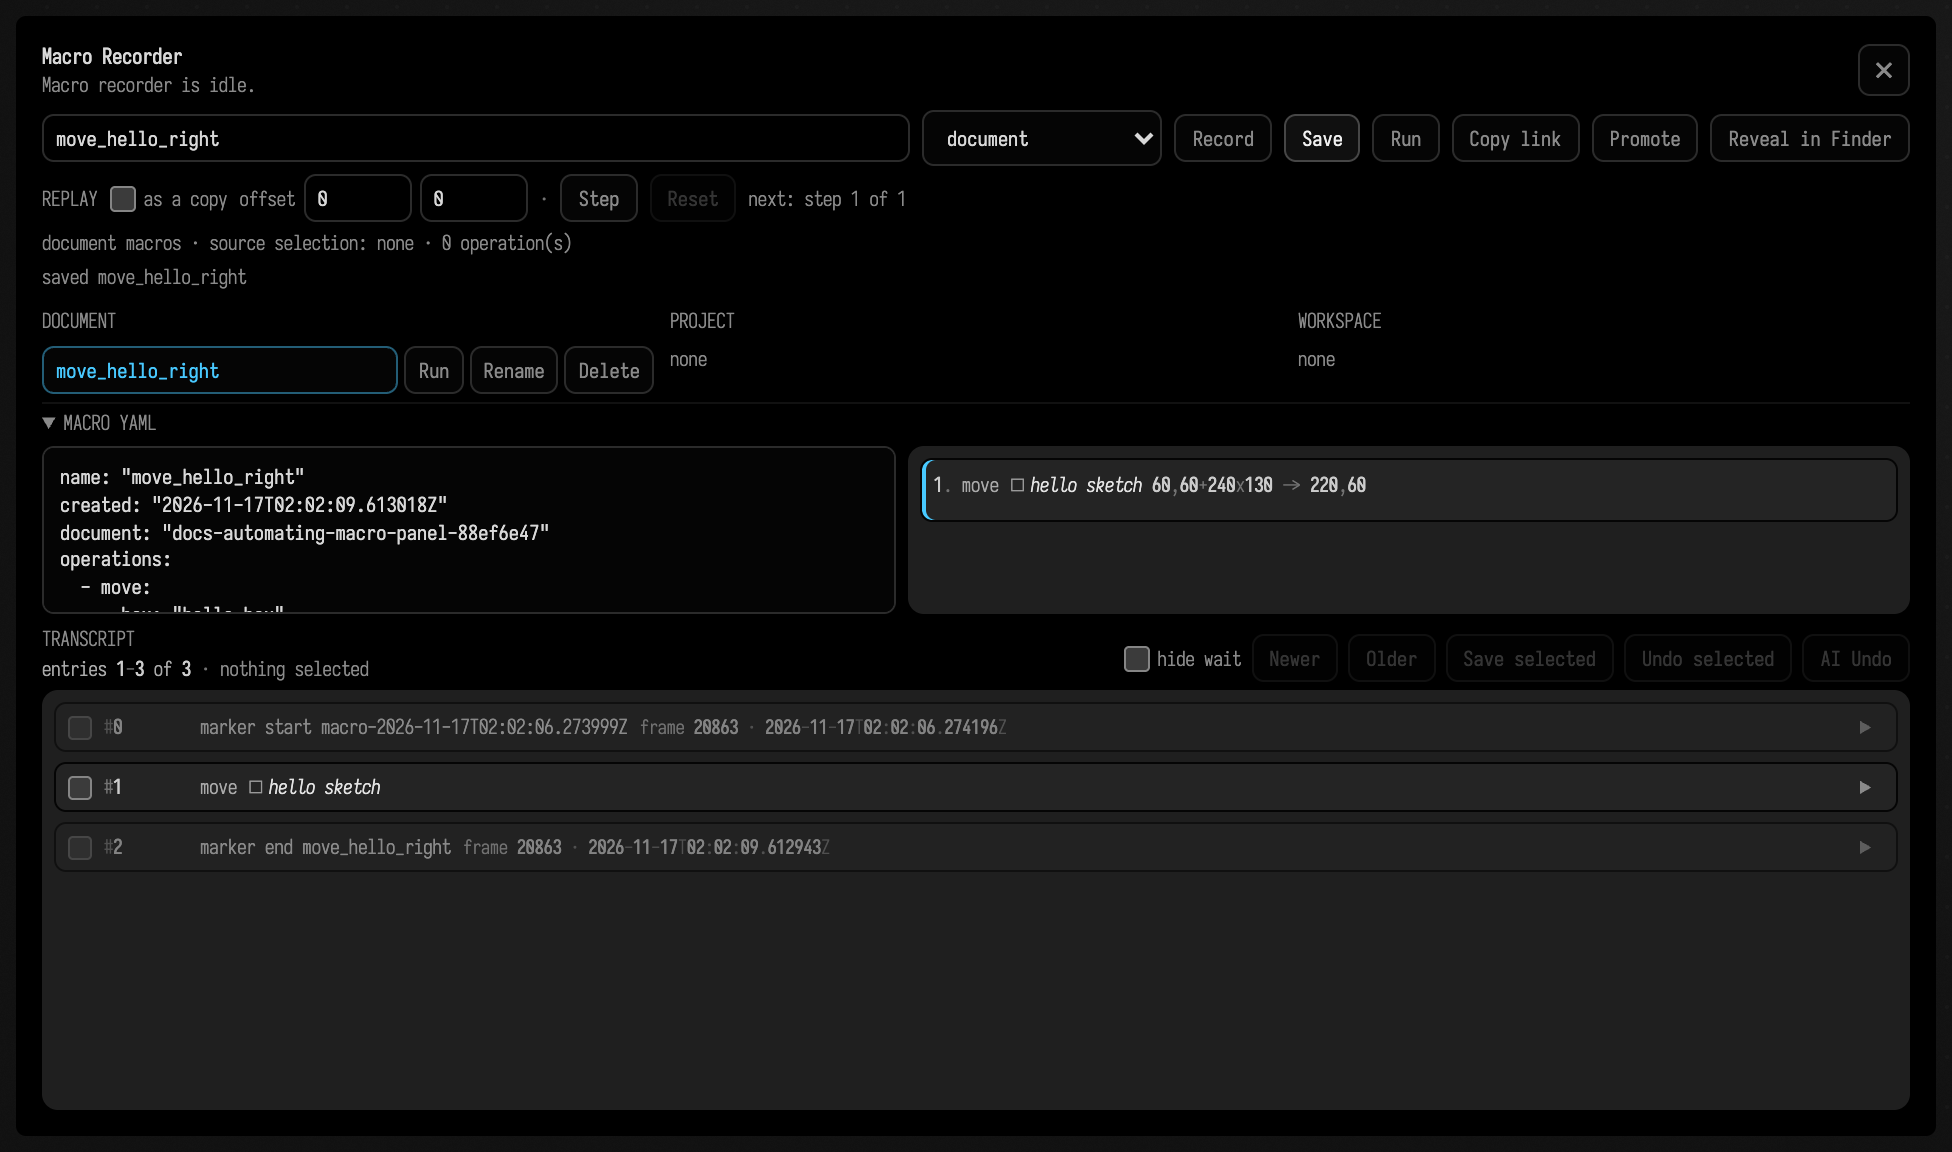 Macro Recorder
Macro recorder is idle.
move_hello_right document Record Save Run Copy link Promote Reveal in Finder
REPLAY as a copy offset 0 0 · Step Reset next: step 1 of 1
document macros · source selection: none · 0 operation(s)
saved move_hello_right
DOCUMENT PROJECT WORKSPACE
move_hello_right Run Rename Delete none none
▼ MACRO YAML
name: "move_hello_right"
created: "2026-11-17T02:02:09.613018Z"
document: "docs-automating-macro-panel-88ef6e47"
operations:
- move:
1. move □ hello sketch 60,60+240x130 → 220,60
TRANSCRIPT
entries 1-3 of 3 · nothing selected
hide wait Newer Older Save selected Undo selected AI Undo
#0 marker start macro-2026-11-17T02:02:06.273999Z frame 20863 · 2026-11-17T02:02:06.274196Z
#1 move □ hello sketch
#2 marker end move_hello_right frame 20863 · 2026-11-17T02:02:09.612943Z